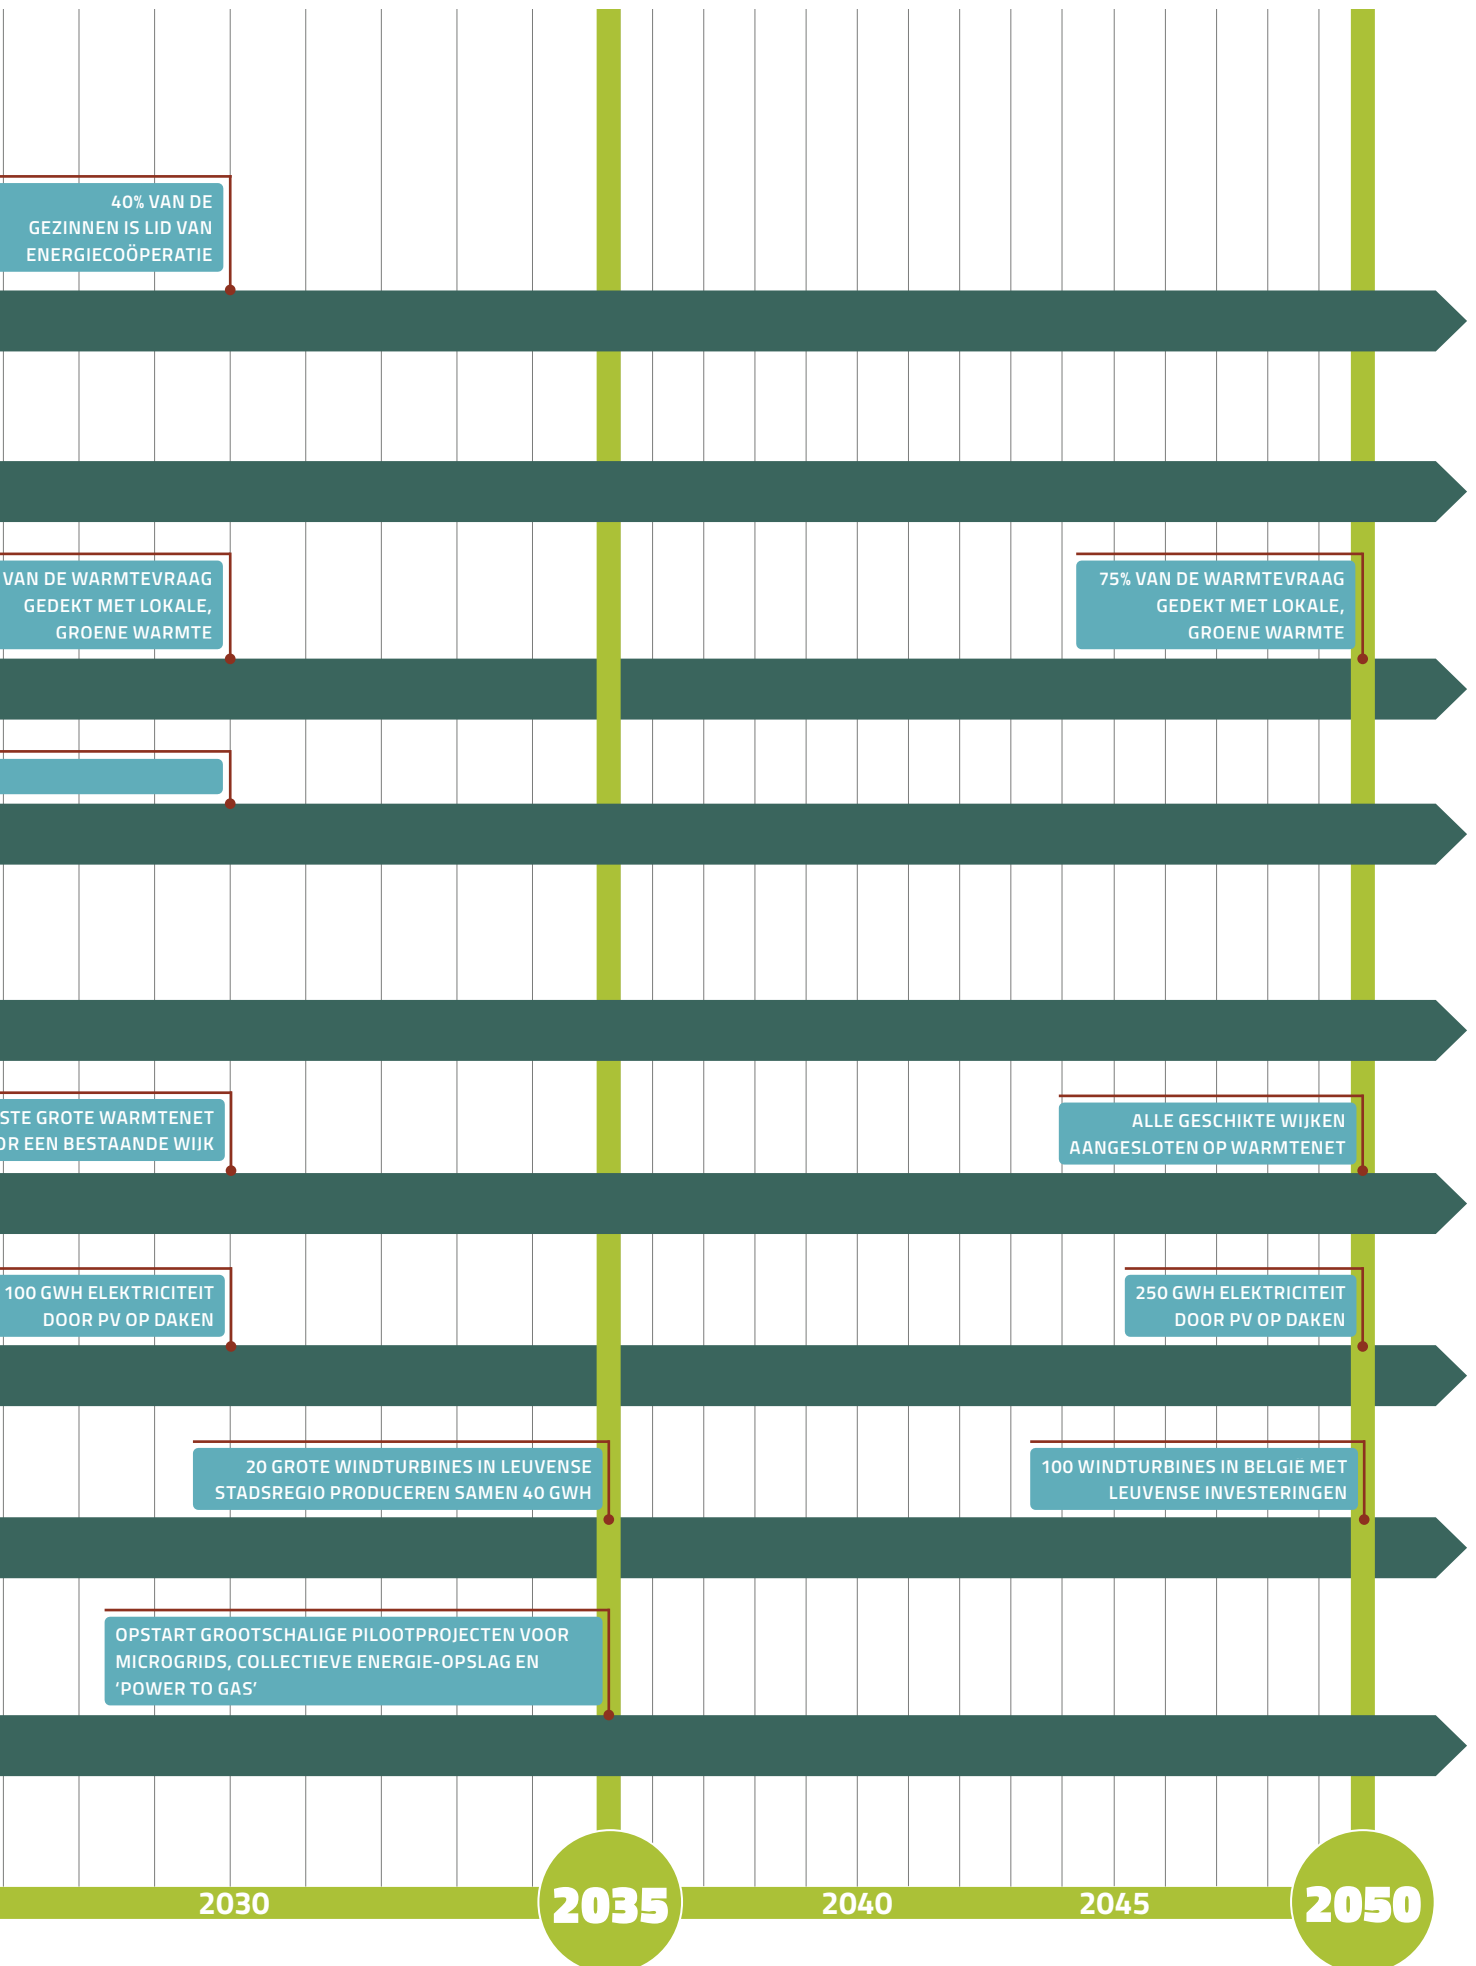 40% VAN DE
GEZINNEN IS LID VAN
ENERGIECOÖPERATIE
VAN DE WARMTEVRAAG
GEDEKT MET LOKALE,
GROENE WARMTE
75% VAN DE WARMTEVRAAG
GEDEKT MET LOKALE,
GROENE WARMTE
STE GROTE WARMTENET
OR EEN BESTAANDE WIJK
ALLE GESCHIKTE WIJKEN
AANGESLOTEN OP WARMTENET
100 GWH ELEKTRICITEIT
DOOR PV OP DAKEN
250 GWH ELEKTRICITEIT
DOOR PV OP DAKEN
20 GROTE WINDTURBINES IN LEUVENSE
STADSREGIO PRODUCEREN SAMEN 40 GWH
100 WINDTURBINES IN BELGIE MET
LEUVENSE INVESTERINGEN
OPSTART GROOTSCHALIGE PILOOTPROJECTEN VOOR
MICROGRIDS, COLLECTIEVE ENERGIE-OPSLAG EN
‘POWER TO GAS’
2030
2035
2040
2045
2050